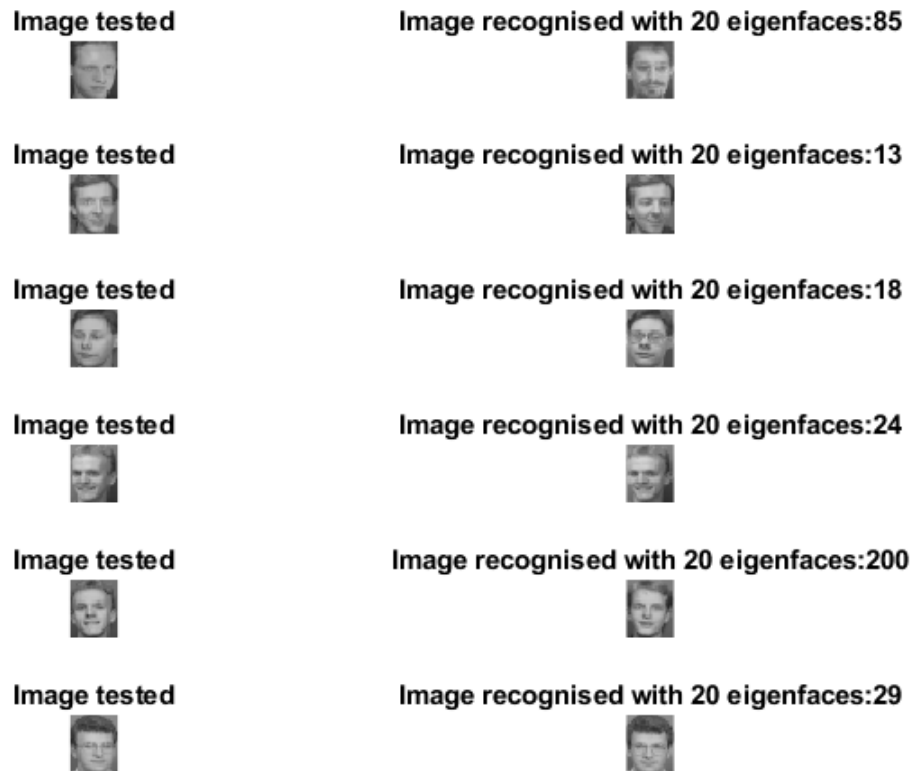 Image tested Image recognised with 20 eigenfaces:85
Image tested Image recognised with 20 eigenfaces:13
Image tested Image recognised with 20 eigenfaces:18
Image tested Image recognised with 20 eigenfaces:24
Image tested Image recognised with 20 eigenfaces:200
Image tested Image recognised with 20 eigenfaces:29